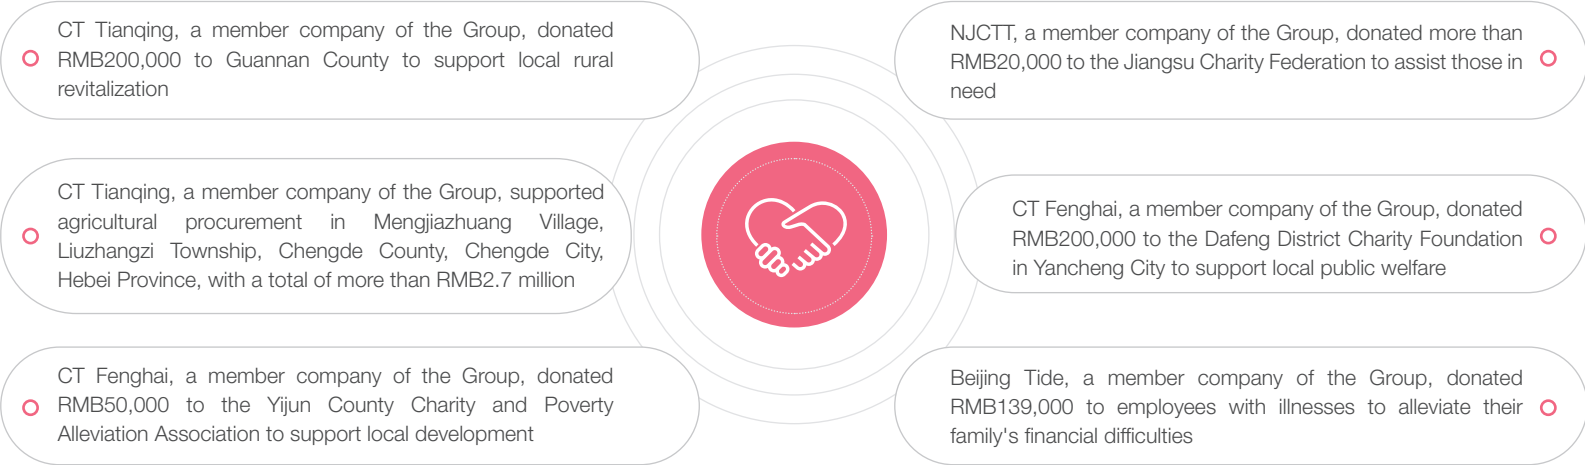 CT Tianqing, a member company of the Group, donated
RMB200,000 to Guannan County to support local rural
revitalization
CT Tianqing, a member company of the Group, supported
agricultural procurement in Mengjiazhuang Village,
Liuzhangzi Township, Chengde County, Chengde City,
Hebei Province, with a total of more than RMB2.7 million
CT Fenghai, a member company of the Group, donated
RMB50,000 to the Yijun County Charity and Poverty
Alleviation Association to support local development
NJCTT, a member company of the Group, donated more than
RMB20,000 to the Jiangsu Charity Federation to assist those in
need
CT Fenghai, a member company of the Group, donated
RMB200,000 to the Dafeng District Charity Foundation
in Yancheng City to support local public welfare
Beijing Tide, a member company of the Group, donated
RMB139,000 to employees with illnesses to alleviate their
family's financial difficulties